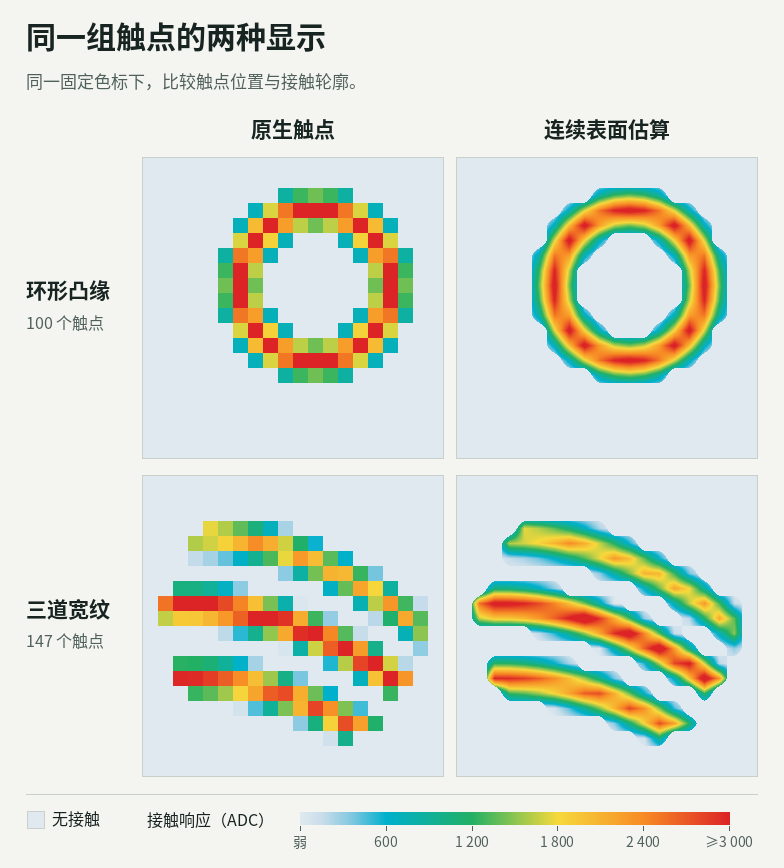 同一组触点的两种显示
同一固定色标下，比较触点位置与接触轮廓。
原生触点 连续表面估算
环形凸缘
100 个触点
三道宽纹
147 个触点
无接触 接触响应（ADC）
弱 600 1 200 1 800 2 400 ≥3 000